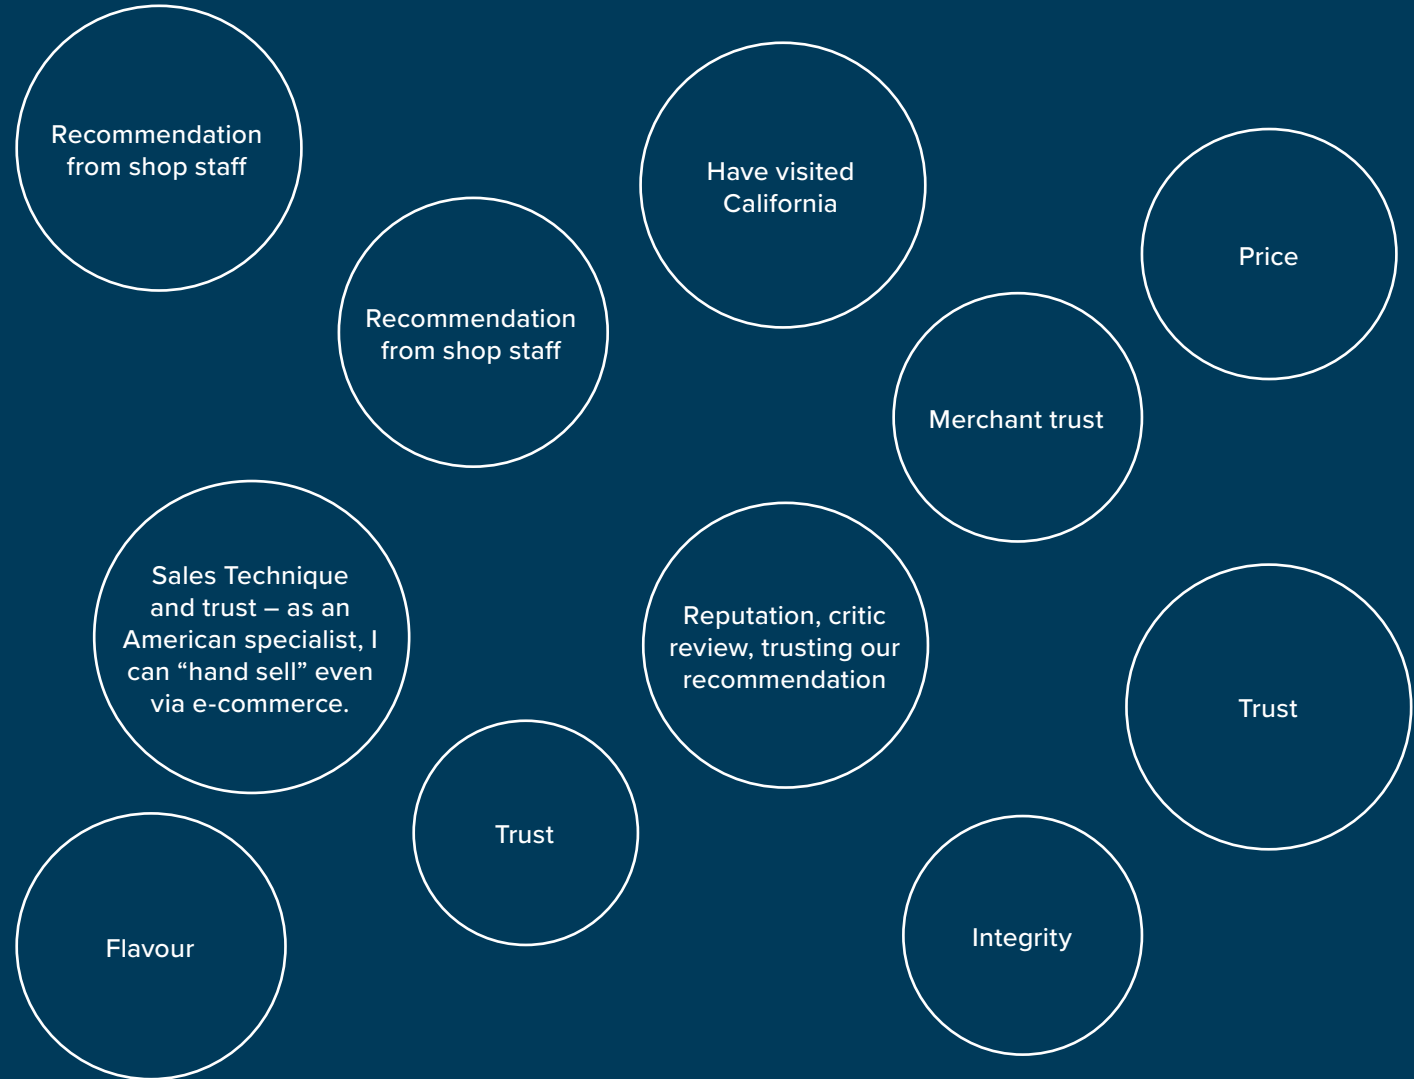 Recommendation
from shop staff
Have visited
California
Price
Recommendation
from shop staff
Merchant trust
Sales Technique
and trust – as an
American specialist, I
can “hand sell” even
via e-commerce.
Reputation, critic
review, trusting our
recommendation
Trust
Trust
Flavour
Integrity